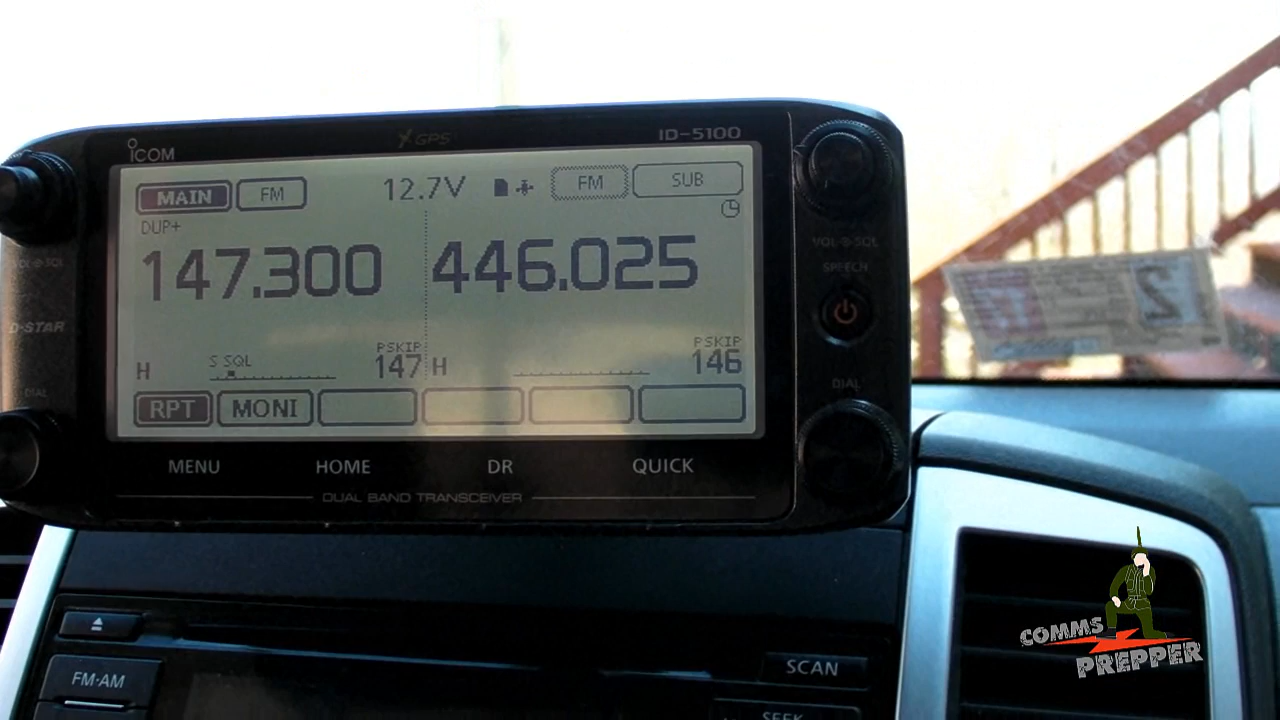 ICOM
GPS
ID-5100
MAIN FM 12.7V FM SUB
DUP+
147.300 446.025
H S SQL PSKIP 147 H PSKIP 146
RPT MONI
MENU HOME DR QUICK
DUAL BAND TRANSCEIVER
VOL⊕SQL
D-STAR
DIAL
VOL⊕SQL
SPEECH
DIAL
2
FM·AM
SCAN
SEEK
COMMS
PREPPER